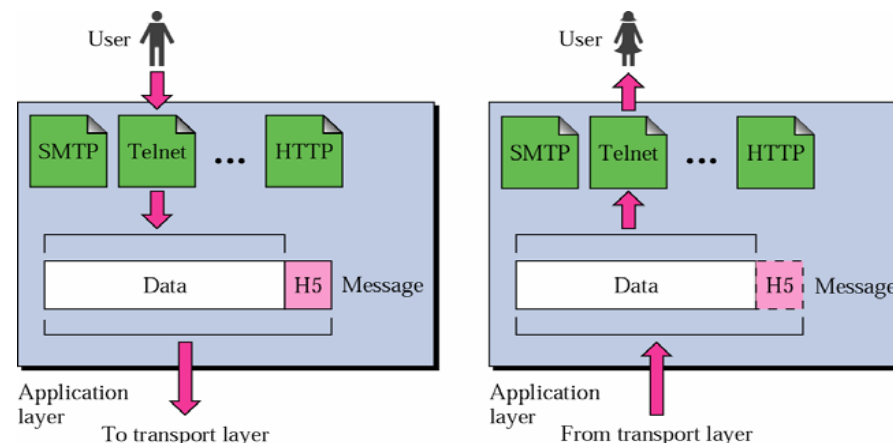 User
SMTP
Telnet
...
HTTP
Data
H5
Message
Application
layer
To transport layer
User
SMTP
Telnet
...
HTTP
Data
H5
Message
Application
layer
From transport layer